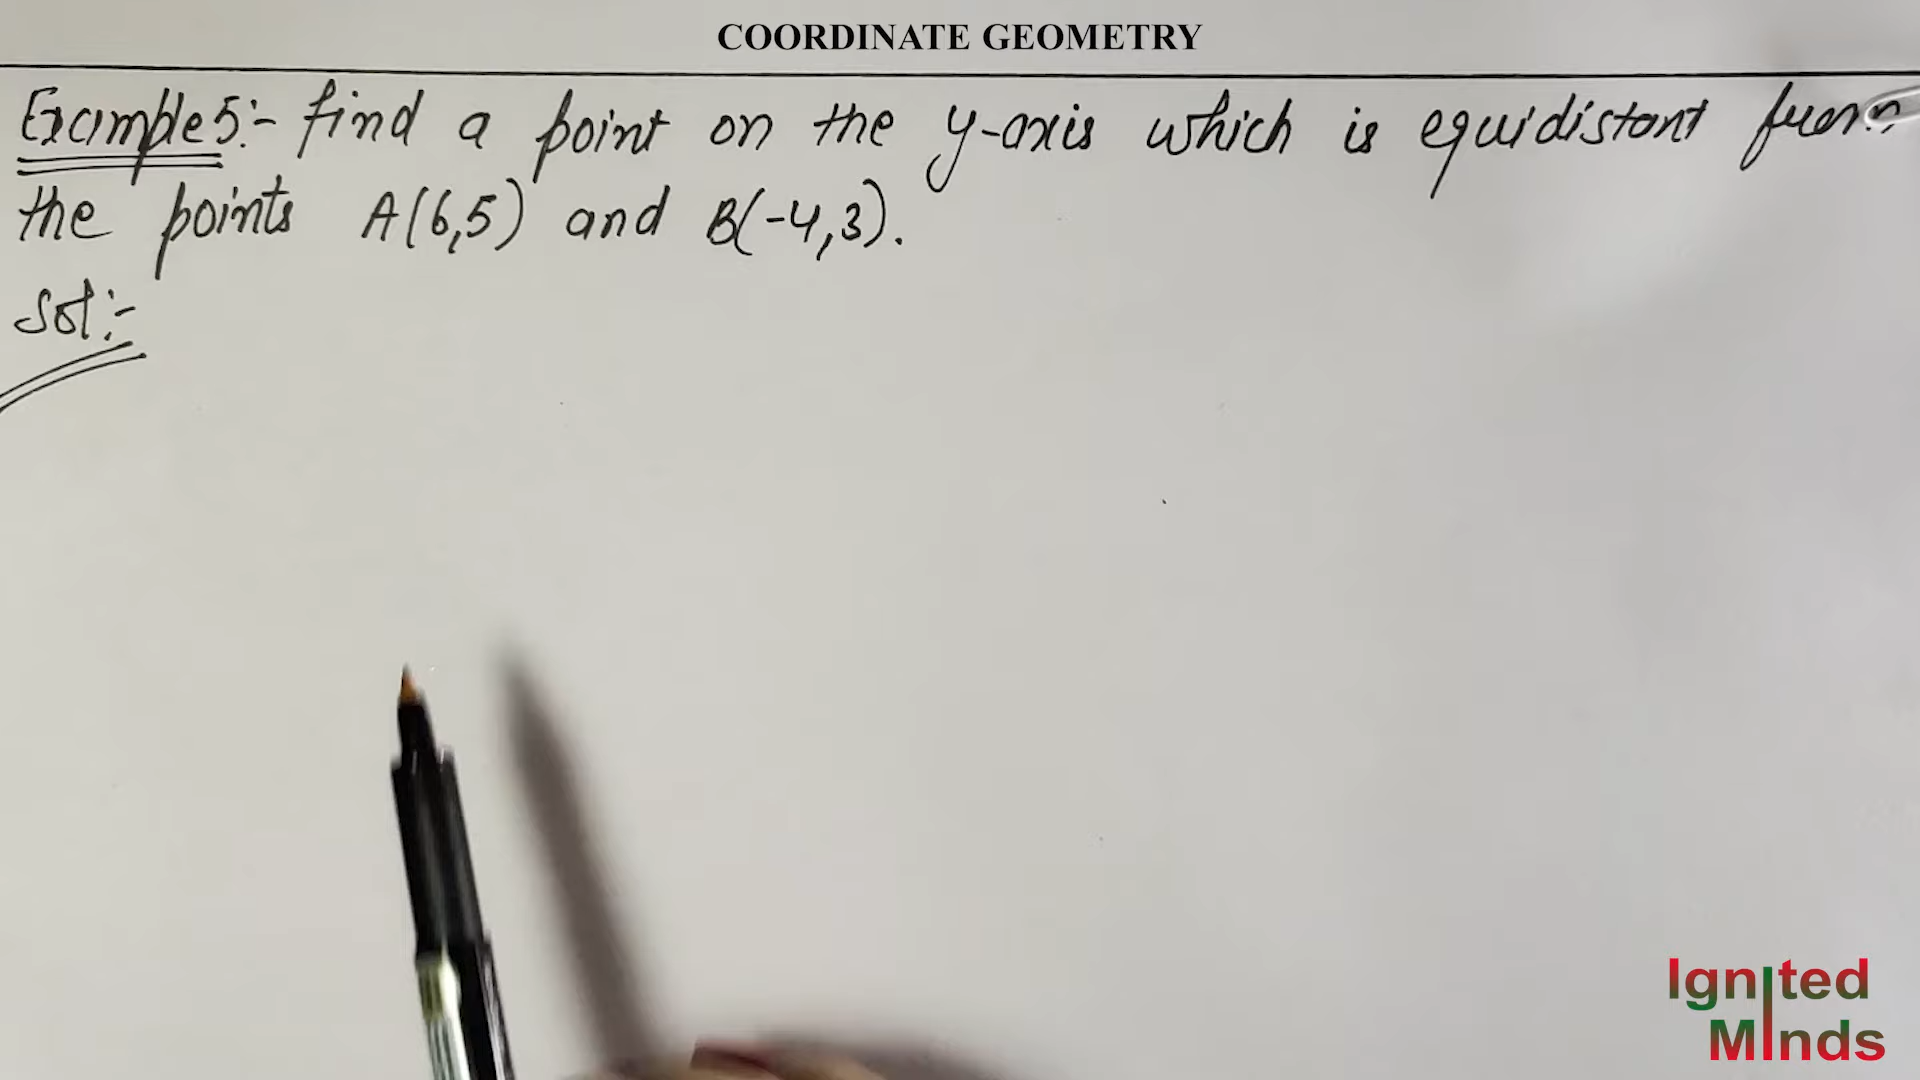 COORDINATE GEOMETRY
Example 5:- find a point on the y-axis which is equidistant from
the points A(6,5) and B(-4,3).
Sol:-
Ignited
Minds